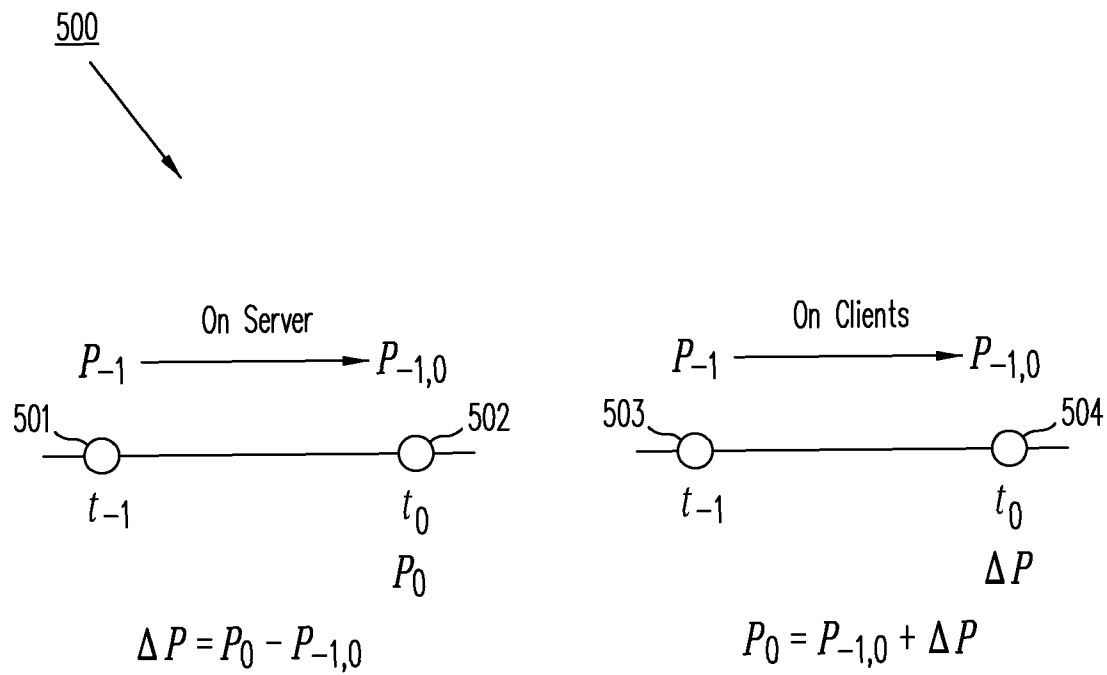 500
On Server
P₋₁ → P₋₁,₀
501 502
t₋₁ t₀
P₀
ΔP = P₀ − P₋₁,₀
On Clients
P₋₁ → P₋₁,₀
503 504
t₋₁ t₀
ΔP
P₀ = P₋₁,₀ + ΔP